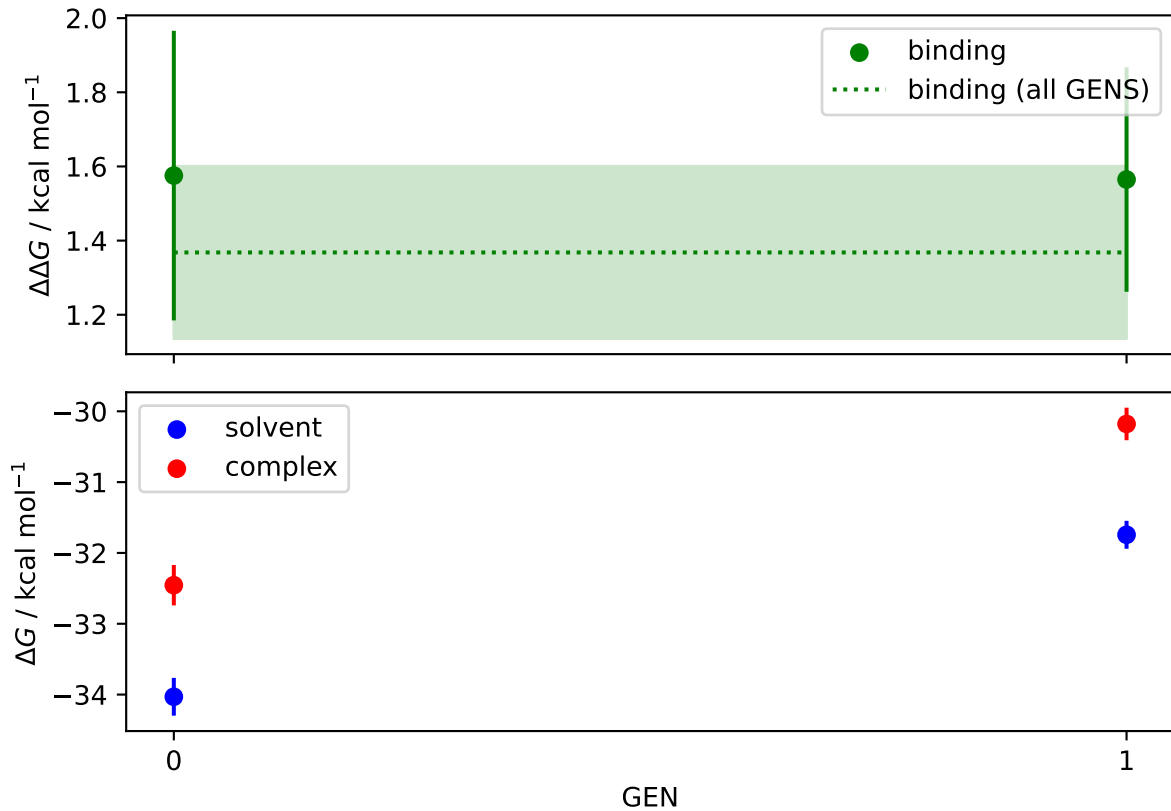 2.0
1.8
1.6
1.4
1.2
ΔΔG / kcal mol⁻¹
binding
binding (all GENS)
−30
−31
−32
−33
−34
ΔG / kcal mol⁻¹
solvent
complex
0
1
GEN